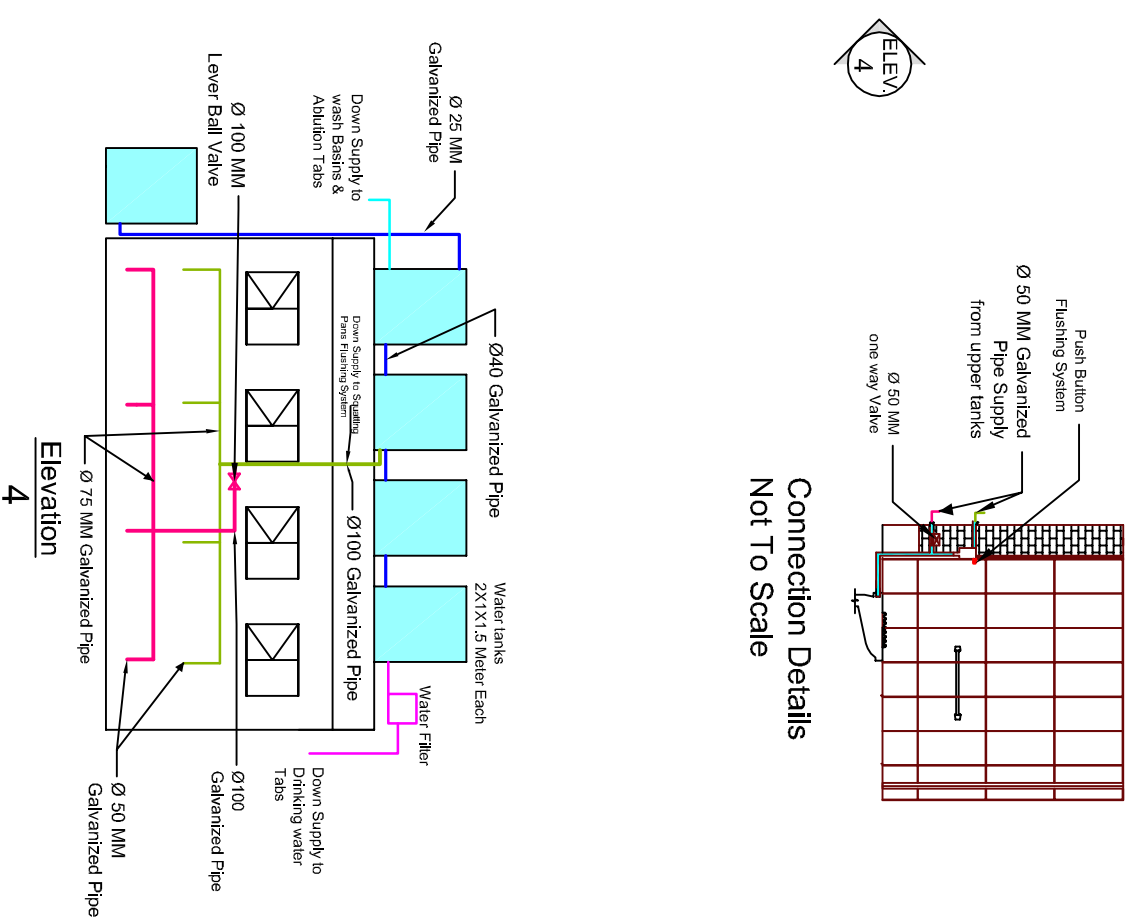 ELEV.
4
Push Button
Flushing System
Ø 50 MM Galvanized
Pipe Supply
from upper tanks
Ø 50 MM
one way Valve
Connection Details
Not To Scale
Ø 25 MM
Galvanized Pipe
Down Supply to
wash Basins &
Ablution Tabs
Ø 100 MM
Lever Ball Valve
Ø40 Galvanized Pipe
Down Supply to Squatting
Pans Flushing System
Ø100 Galvanized Pipe
Water tanks
2X1X1.5 Meter Each
Water Filter
Down Supply to
Drinking water
Tabs
Ø100
Galvanized Pipe
Ø 75 MM Galvanized Pipe
Ø 50 MM
Galvanized Pipe
Elevation
4